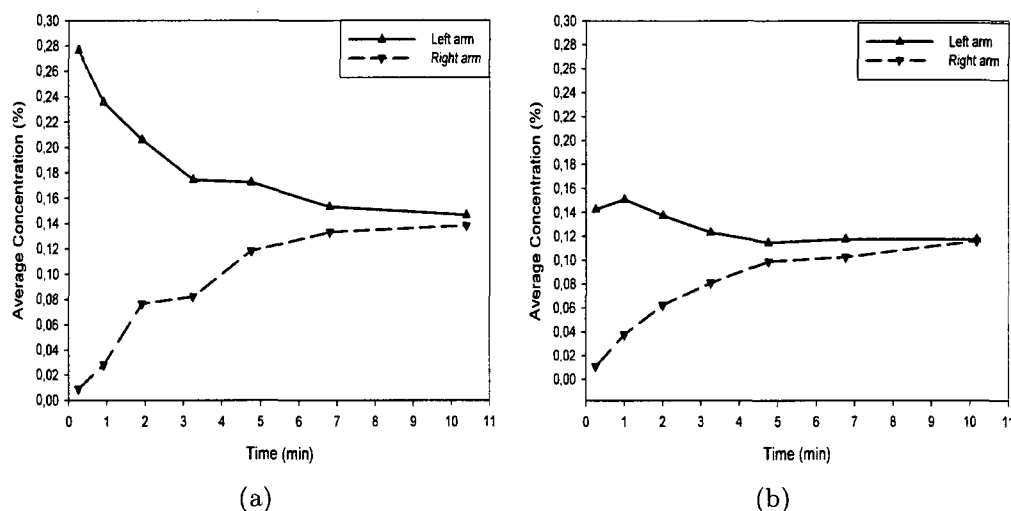 Average Concentration (%)
0,30
0,28
0,26
0,24
0,22
0,20
0,18
0,16
0,14
0,12
0,10
0,08
0,06
0,04
0,02
0,00
Left arm
Right arm
0 1 2 3 4 5 6 7 8 9 10 11
Time (min)
(a)
Average Concentration (%)
0,30
0,28
0,26
0,24
0,22
0,20
0,18
0,16
0,14
0,12
0,10
0,08
0,06
0,04
0,02
0,00
Left arm
Right arm
0 1 2 3 4 5 6 7 8 9 10 11
Time (min)
(b)